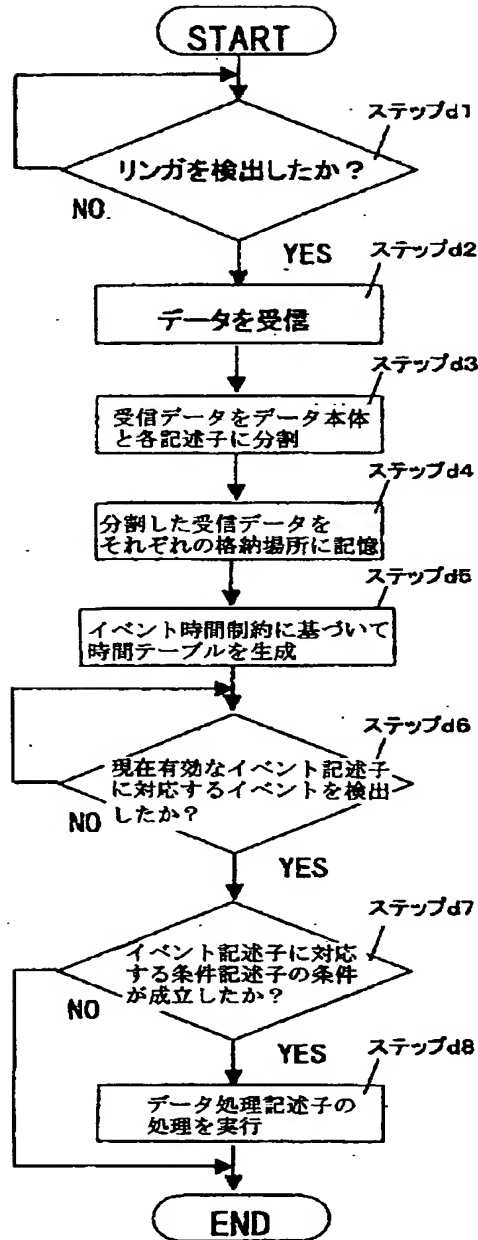 START
ステップd1
リンガを検出したか？
NO
YES
ステップd2
データを受信
ステップd3
受信データをデータ本体
と各記述子に分割
ステップd4
分割した受信データを
それぞれの格納場所に記憶
ステップd5
イベント時間制約に基づいて
時間テーブルを生成
ステップd6
現在有効なイベント記述子
に対応するイベントを検出
したか？
NO
YES
ステップd7
イベント記述子に対応
する条件記述子の条件
が成立したか？
NO
YES
ステップd8
データ処理記述子の
処理を実行
END